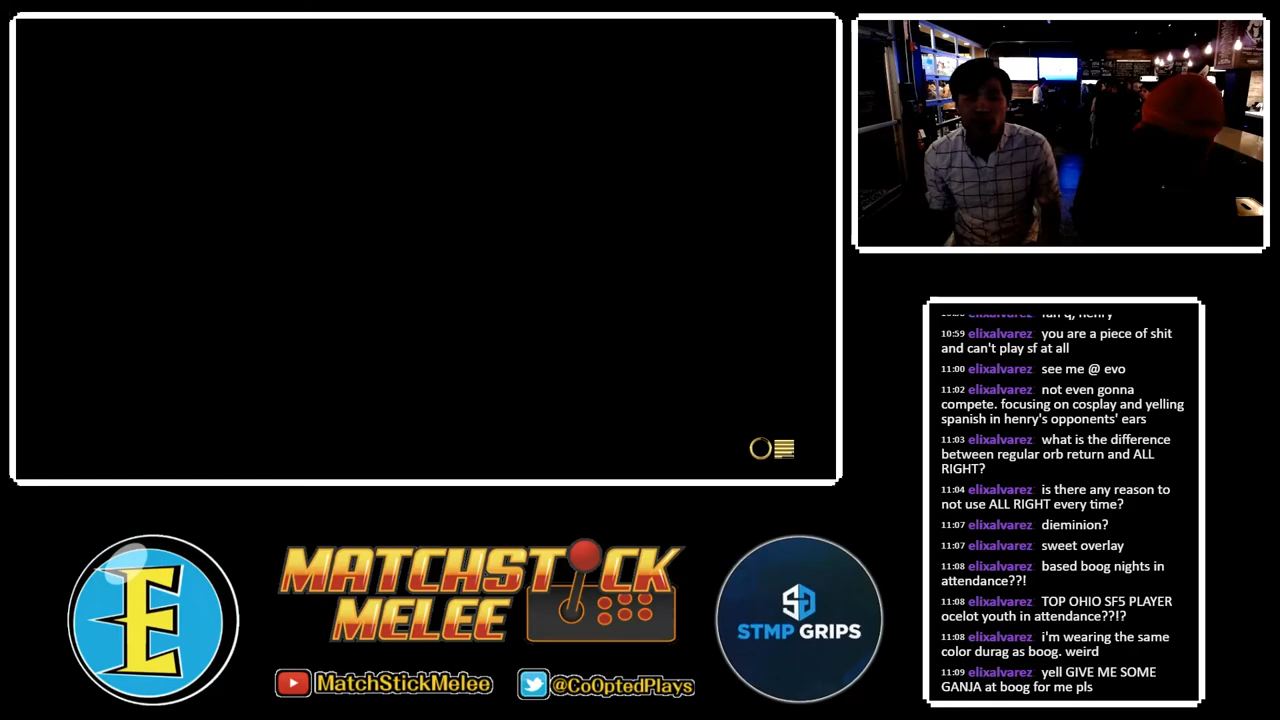 10:59 elixalvarez you are a piece of shit
and can't play sf at all
11:00 elixalvarez see me @ evo
11:02 elixalvarez not even gonna
compete. focusing on cosplay and yelling
spanish in henry's opponents' ears
11:03 elixalvarez what is the difference
between regular orb return and ALL
RIGHT?
11:04 elixalvarez is there any reason to
not use ALL RIGHT every time?
11:07 elixalvarez dieminion?
11:07 elixalvarez sweet overlay
11:08 elixalvarez based boog nights in
attendance??!
11:08 elixalvarez TOP OHIO SF5 PLAYER
ocelot youth in attendance??!?
11:08 elixalvarez i'm wearing the same
color durag as boog. weird
11:09 elixalvarez yell GIVE ME SOME
GANJA at boog for me pls
E
MATCHSTICK
MELEE
MatchStickMelee
@CoOptedPlays
SG
STMP GRIPS